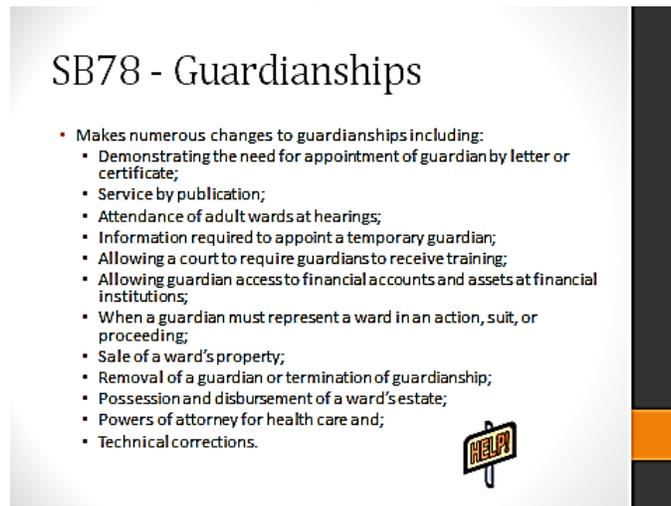 SB78 - Guardianships
• Makes numerous changes to guardianships including:
▪ Demonstrating the need for appointment of guardian by letter or
certificate;
▪ Service by publication;
▪ Attendance of adult wards at hearings;
▪ Information required to appoint a temporary guardian;
▪ Allowing a court to require guardians to receive training;
▪ Allowing guardian access to financial accounts and assets at financial
institutions;
▪ When a guardian must represent a ward in an action, suit, or
proceeding;
▪ Sale of a ward's property;
▪ Removal of a guardian or termination of guardianship;
▪ Possession and disbursement of a ward's estate;
▪ Powers of attorney for health care and;
▪ Technical corrections.
HELP!